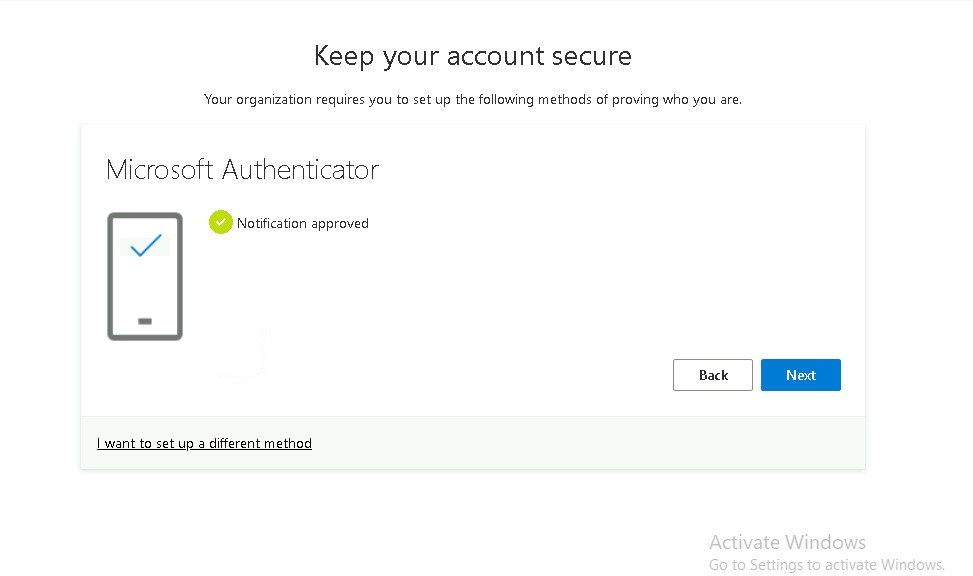 Keep your account secure
Your organization requires you to set up the following methods of proving who you are.
Microsoft Authenticator
Notification approved
Back
Next
I want to set up a different method
Activate Windows
Go to Settings to activate Windows.